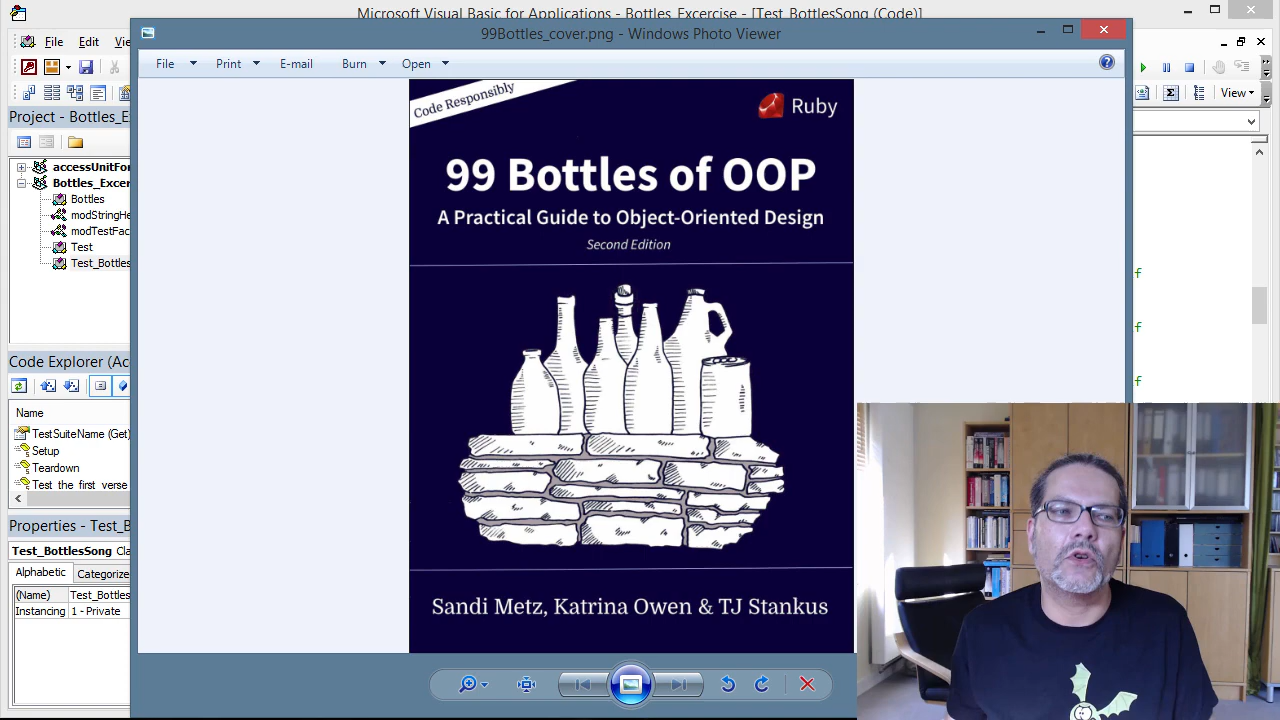 Microsoft Visual Basic for Applications - Bottles_Excercise - [Test_BottlesSong (Code)]
99Bottles_cover.png - Windows Photo Viewer
File Edit
File Print E-mail Burn Open
View
Project - Bottles_E
accessUnitFor
Bottles_Excer
Bottles
modStringHe
modTestFac
Test
Test_Bottles
Code Explorer (Ac
Name
TestSuiteName (Get)
Setup
Teardown
Test_the_first_verse
Properties - Test_B
Test_BottlesSong Cla
Alphabetic Categorize
(Name) Test_Bottles
Instancing 1 - Private
Code Responsibly
Ruby
99 Bottles of OOP
A Practical Guide to Object-Oriented Design
Second Edition
Sandi Metz, Katrina Owen & TJ Stankus
f
f
f